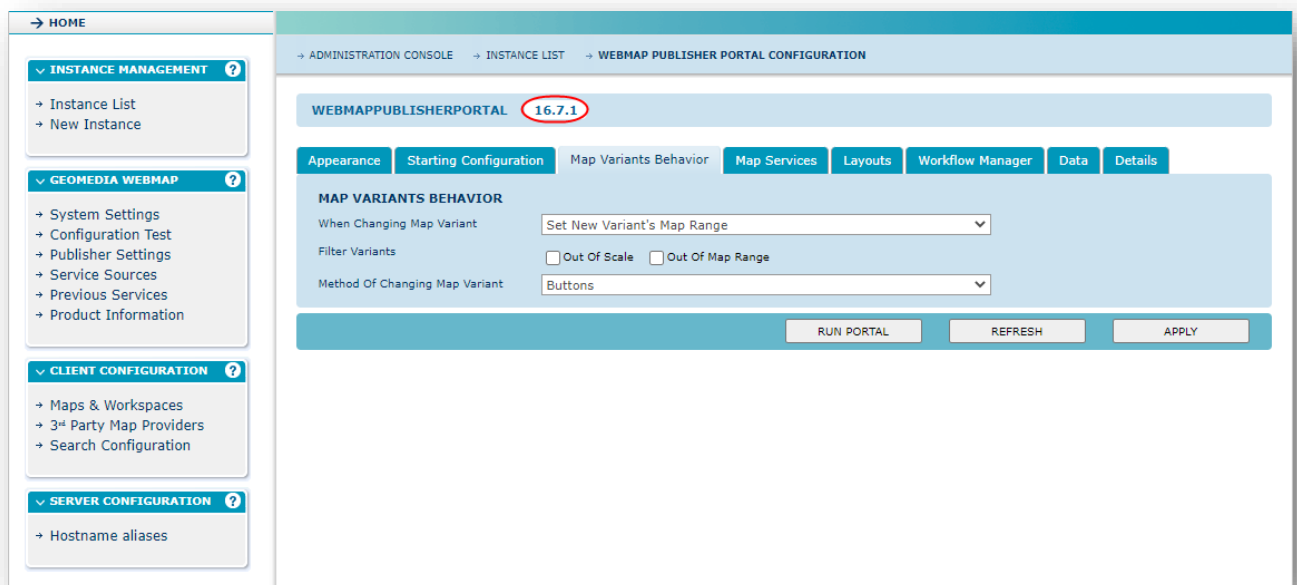 HOME
INSTANCE MANAGEMENT ?
Instance List
New Instance
GEOMEDIA WEBMAP ?
System Settings
Configuration Test
Publisher Settings
Service Sources
Previous Services
Product Information
CLIENT CONFIGURATION ?
Maps & Workspaces
3rd Party Map Providers
Search Configuration
SERVER CONFIGURATION ?
Hostname aliases
ADMINISTRATION CONSOLE INSTANCE LIST WEBMAP PUBLISHER PORTAL CONFIGURATION
WEBMAPPUBLISHERPORTAL 16.7.1
Appearance Starting Configuration Map Variants Behavior Map Services Layouts Workflow Manager Data Details
MAP VARIANTS BEHAVIOR
When Changing Map Variant Set New Variant's Map Range
Filter Variants Out Of Scale Out Of Map Range
Method Of Changing Map Variant Buttons
RUN PORTAL REFRESH APPLY